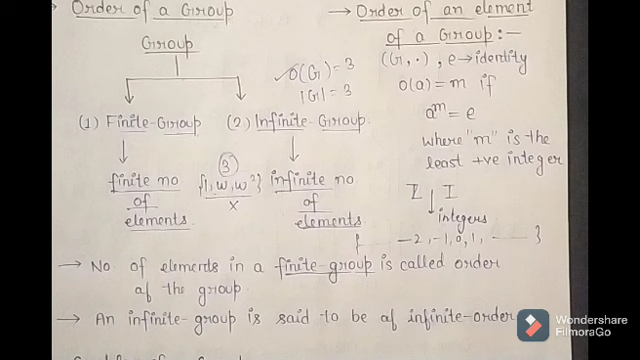 Order of a Group
Group
O(G) = 3
|G| = 3
(1) Finite-Group
(2) Infinite-Group
finite no
of
elements
3
{1, w, w²}
x
infinite no
of
elements
→ Order of an element
of a Group:-
(G, ·), e→identity
o(a) = m if
aᵐ = e
where "m" is the
least +ve integer
Z I
integers
{ ------ -2, -1, 0, 1, ------ }
→ No of elements in a finite-group is called order
of the group
→ An infinite-group is said to be of infinite-order
Wondershare
FilmoraGo